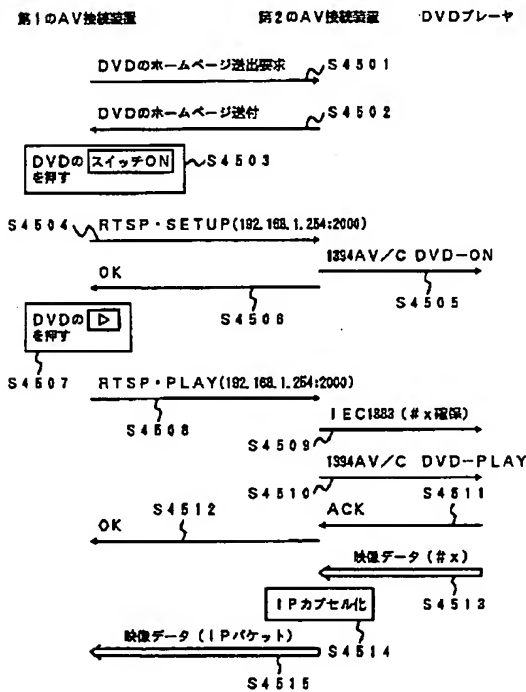 第1のAV接続装置 第2のAV接続装置 DVDプレーヤ
DVDのホームページ送出要求 S4501
DVDのホームページ送付 S4502
DVDの スイッチON
を押す
S4503
S4504 RTSP・SETUP(192.168.1.254:2000)
1394AV/C DVD-ON
OK
S4505
S4506
DVDの ▷
を押す
S4507 RTSP・PLAY(192.168.1.254:2000)
S4508
IEC1883 (#x確保)
S4509
1394AV/C DVD-PLAY
S4510
S4511
S4512
ACK
OK
映像データ (#x)
S4513
IPカプセル化
S4514
映像データ (IPパケット)
S4515